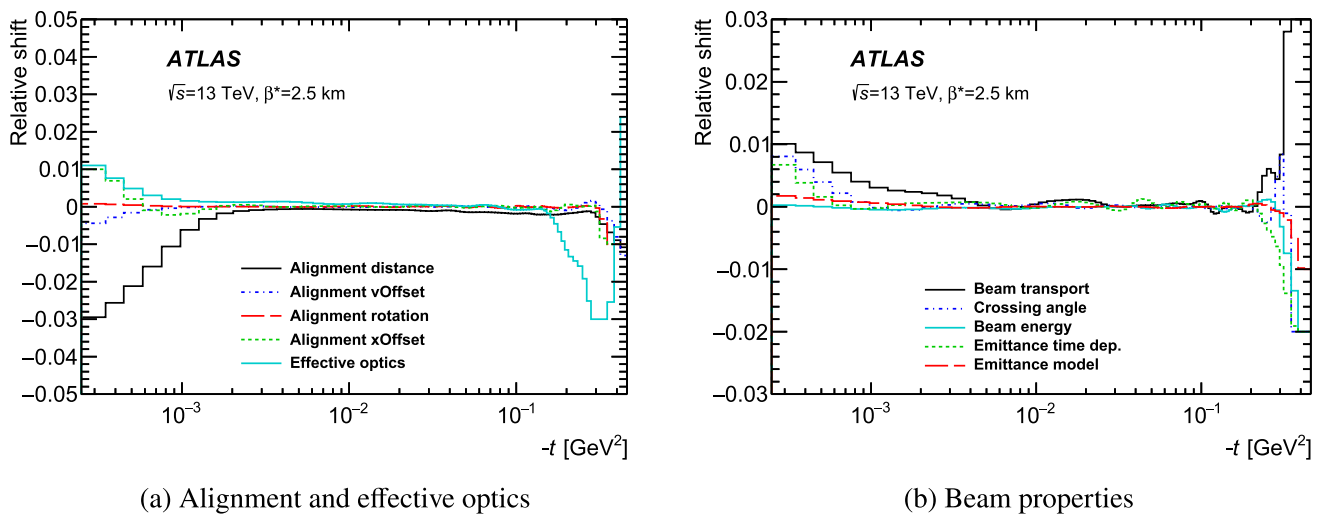 Relative shift
0.05
0.04
0.03
0.02
0.01
0
−0.01
−0.02
−0.03
−0.04
−0.05
ATLAS
√s=13 TeV, β*=2.5 km
Alignment distance
Alignment vOffset
Alignment rotation
Alignment xOffset
Effective optics
10⁻³
10⁻²
10⁻¹
-t [GeV²]
(a) Alignment and effective optics
Relative shift
0.03
0.02
0.01
0
−0.01
−0.02
−0.03
ATLAS
√s=13 TeV, β*=2.5 km
Beam transport
Crossing angle
Beam energy
Emittance time dep.
Emittance model
10⁻³
10⁻²
10⁻¹
-t [GeV²]
(b) Beam properties